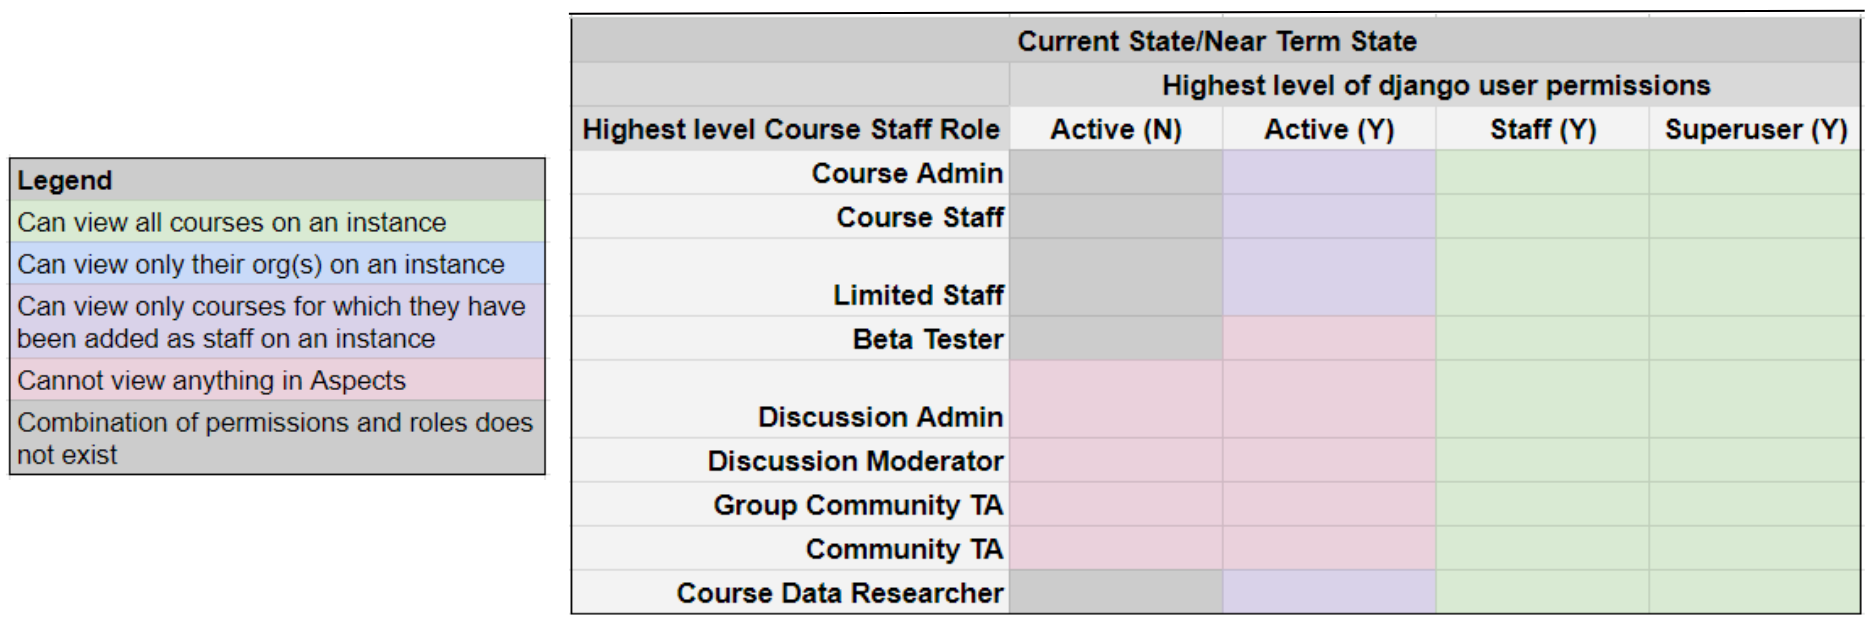 Legend
Can view all courses on an instance
Can view only their org(s) on an instance
Can view only courses for which they have
been added as staff on an instance
Cannot view anything in Aspects
Combination of permissions and roles does
not exist
Current State/Near Term State
Highest level of django user permissions
Highest level Course Staff Role Active (N) Active (Y) Staff (Y) Superuser (Y)
Course Admin
Course Staff
Limited Staff
Beta Tester
Discussion Admin
Discussion Moderator
Group Community TA
Community TA
Course Data Researcher